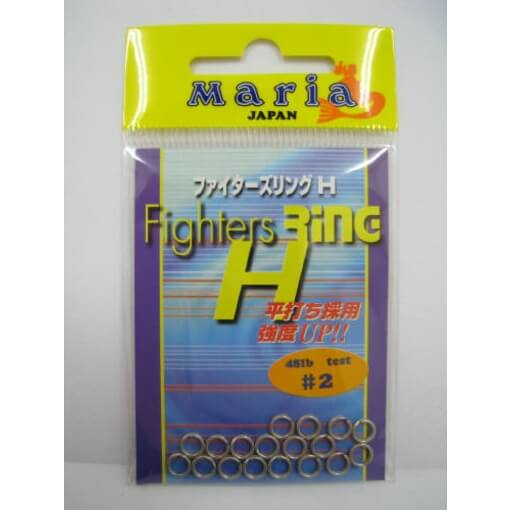 Maria
JAPAN
ファイターズリング H
Fighters RING
H
平打ち採用
強度UP!!
48lb test
#2